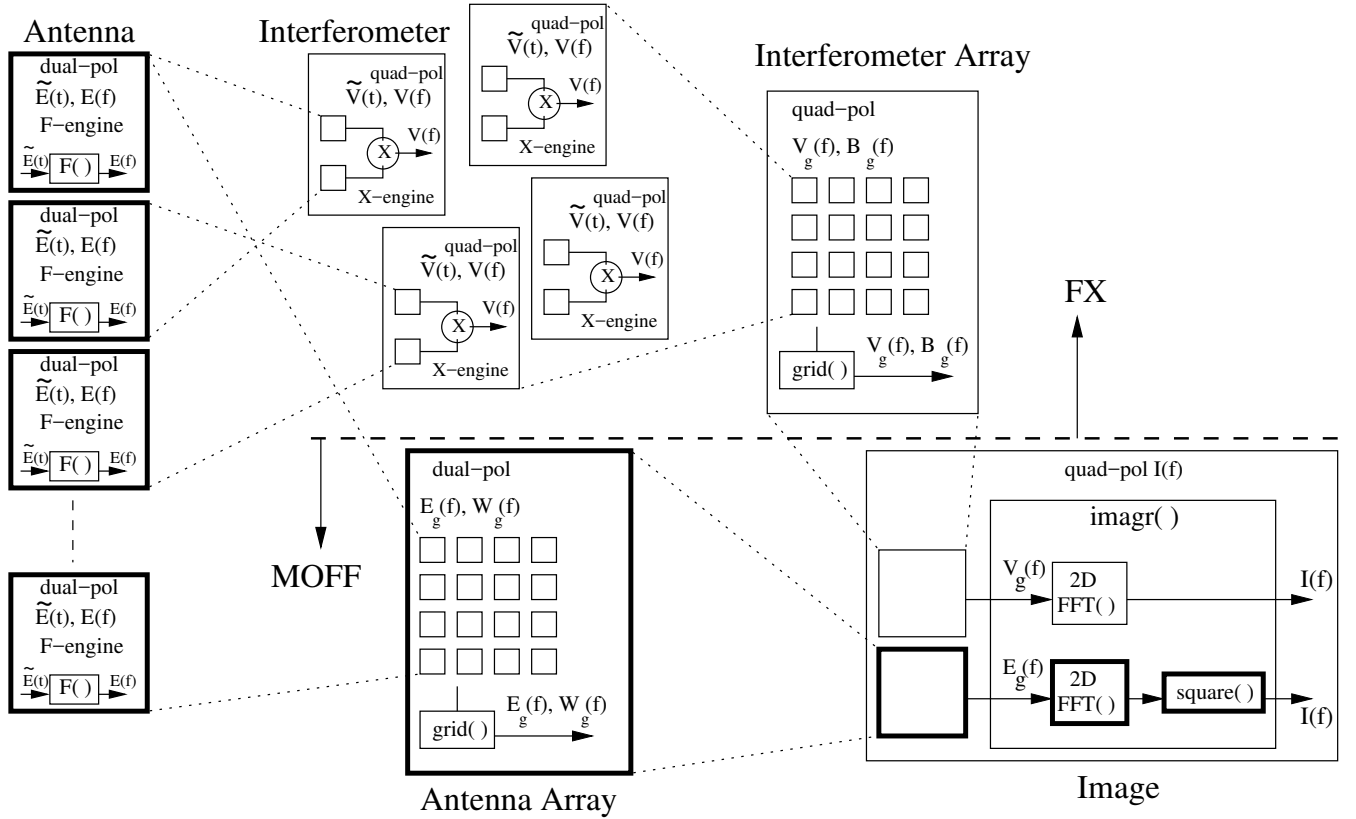 Antenna
dual−pol
Ẽ(t), E(f)
F−engine
Ẽ(t) F( ) E(f)
dual−pol
Ẽ(t), E(f)
F−engine
Ẽ(t) F( ) E(f)
dual−pol
Ẽ(t), E(f)
F−engine
Ẽ(t) F( ) E(f)
dual−pol
Ẽ(t), E(f)
F−engine
Ẽ(t) F( ) E(f)
Interferometer
quad−pol
Ṽ(t), V(f)
X V(f)
X−engine
quad−pol
Ṽ(t), V(f)
X V(f)
X−engine
quad−pol
Ṽ(t), V(f)
X V(f)
X−engine
quad−pol
Ṽ(t), V(f)
X V(f)
X−engine
Interferometer Array
quad−pol
V_g(f), B_g(f)
grid( ) V_g(f), B_g(f)
FX
MOFF
dual−pol
E_g(f), W_g(f)
grid( ) E_g(f), W_g(f)
Antenna Array
quad−pol I(f)
imagr( )
V_g(f) 2D I(f)
FFT( )
E_g(f) 2D square( ) I(f)
FFT( )
Image